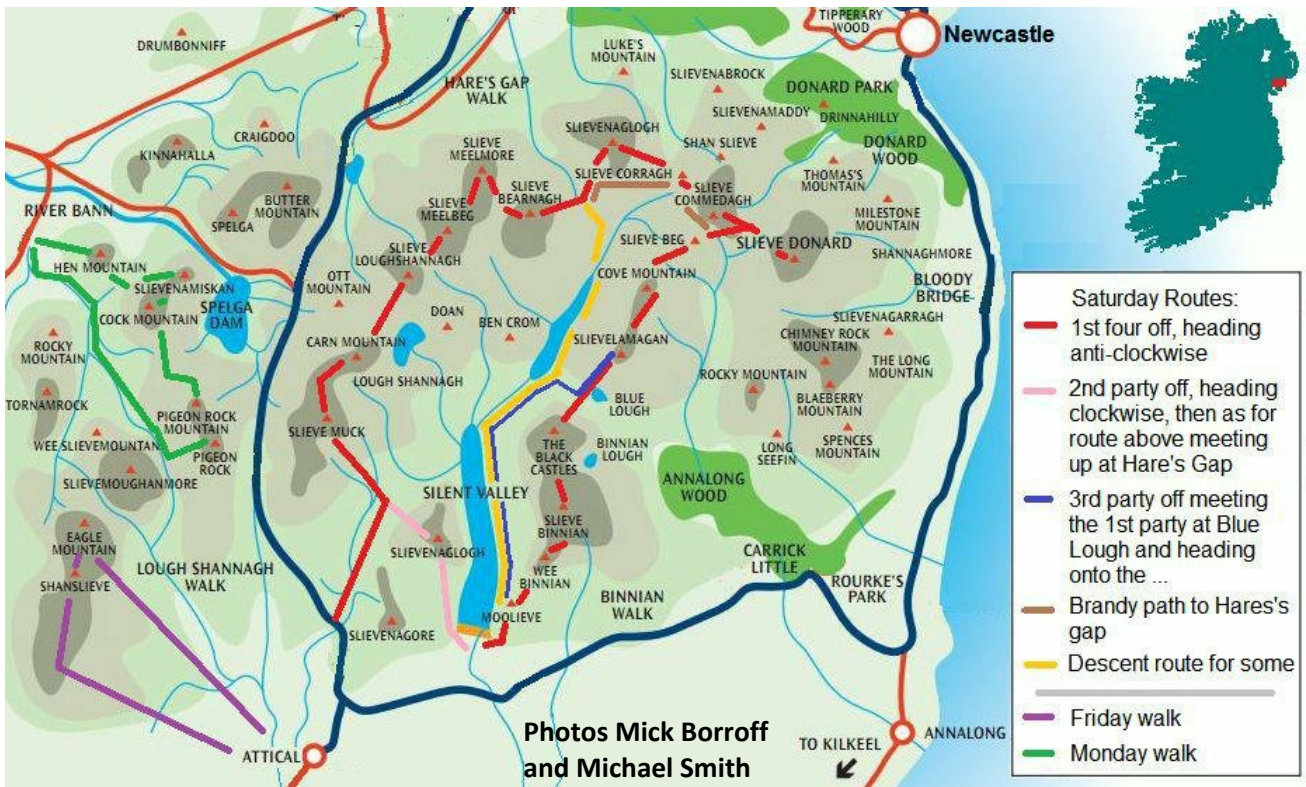 TIPPERARY
WOOD
Newcastle
DRUMBONNIFF
LUKE'S
MOUNTAIN
SLIEVENABROCK
HARE'S GAP
WALK
DONARD PARK
SLIEVENAMADDY
DRINNAHILLY
CRAIGDOO
KINNAHALLA
SLIEVENAGLOGH
SLIEVE
MEELMORE
SHAN SLIEVE
DONARD
WOOD
SLIEVE CORRAGH
THOMAS'S
MOUNTAIN
BUTTER
MOUNTAIN
SLIEVE
BEARNAGH
SLIEVE
COMMEDAGH
RIVER BANN
SPELGA
SLIEVE
MEELBEG
MILESTONE
MOUNTAIN
SLIEVE BEG
SLIEVE DONARD
SLIEVE
LOUGHSHANNAGH
SHANNAGHMORE
HEN MOUNTAIN
COVE MOUNTAIN
OTT
MOUNTAIN
BLOODY
BRIDGE
SLIEVENAMISKAN
SPELGA
DAM
COCK MOUNTAIN
DOAN
BEN CROM
SLIEVENAGARRAGH
ROCKY
MOUNTAIN
CARN MOUNTAIN
SLIEVELAMAGAN
CHIMNEY ROCK
MOUNTAIN
THE LONG
MOUNTAIN
LOUGH SHANNAGH
ROCKY MOUNTAIN
TORNAMROCK
BLUE
LOUGH
BLAEBERRY
MOUNTAIN
PIGEON ROCK
MOUNTAIN
SLIEVE MUCK
WEE SLIEVEMOUNTAN
THE
BLACK
CASTLES
BINNIAN
LOUGH
LONG
SEEFIN
SPENCES
MOUNTAIN
PIGEON
ROCK
SLIEVEMOUGHANMORE
SILENT VALLEY
ANNALONG
WOOD
EAGLE
MOUNTAIN
SLIEVE
BINNIAN
SLIEVENAGLOGH
CARRICK
LITTLE
SHANSLIEVE
LOUGH SHANNAGH
WALK
WEE
BINNIAN
ROURKE'S
PARK
MOOLIEVE
BINNIAN
WALK
SLIEVENAGORE
Photos Mick Borroff
and Michael Smith
ATTICAL
TO KILKEEL
ANNALONG
Saturday Routes:
1st four off, heading
anti-clockwise
2nd party off, heading
clockwise, then as for
route above meeting
up at Hare's Gap
3rd party off meeting
the 1st party at Blue
Lough and heading
onto the ...
Brandy path to Hares's
gap
Descent route for some
Friday walk
Monday walk